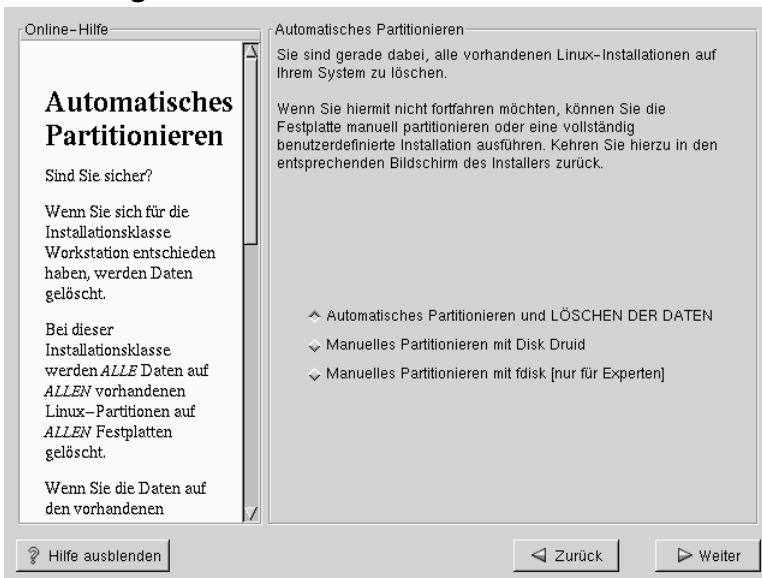 Online-Hilfe
Automatisches
Partitionieren
Sind Sie sicher?
Wenn Sie sich für die
Installationsklasse
Workstation entschieden
haben, werden Daten
gelöscht.
Bei dieser
Installationsklasse
werden ALLE Daten auf
ALLEN vorhandenen
Linux-Partitionen auf
ALLEN Festplatten
gelöscht.
Wenn Sie die Daten auf
den vorhandenen
Automatisches Partitionieren
Sie sind gerade dabei, alle vorhandenen Linux-Installationen auf
Ihrem System zu löschen.
Wenn Sie hiermit nicht fortfahren möchten, können Sie die
Festplatte manuell partitionieren oder eine vollständig
benutzerdefinierte Installation ausführen. Kehren Sie hierzu in den
entsprechenden Bildschirm des Installers zurück.
Automatisches Partitionieren und LÖSCHEN DER DATEN
Manuelles Partitionieren mit Disk Druid
Manuelles Partitionieren mit fdisk [nur für Experten]
Hilfe ausblenden
Zurück
Weiter